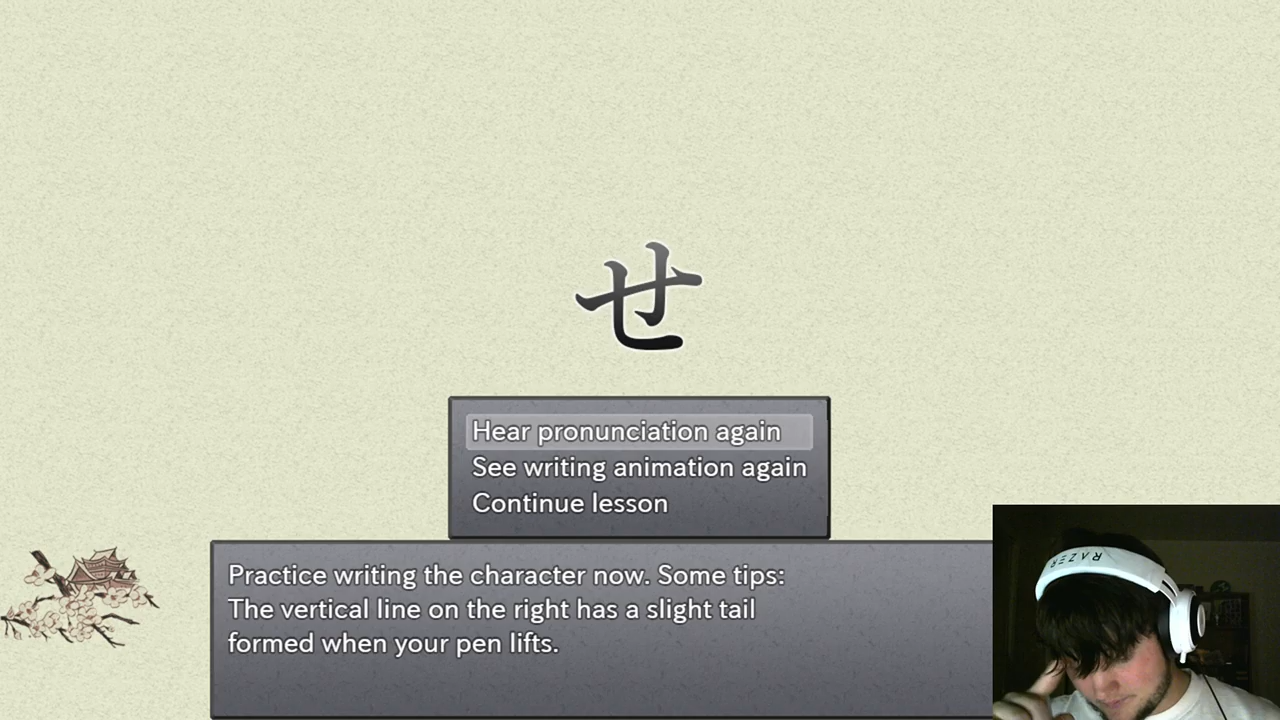 せ
Hear pronunciation again
See writing animation again
Continue lesson
Practice writing the character now. Some tips:
The vertical line on the right has a slight tail
formed when your pen lifts.
RAZER